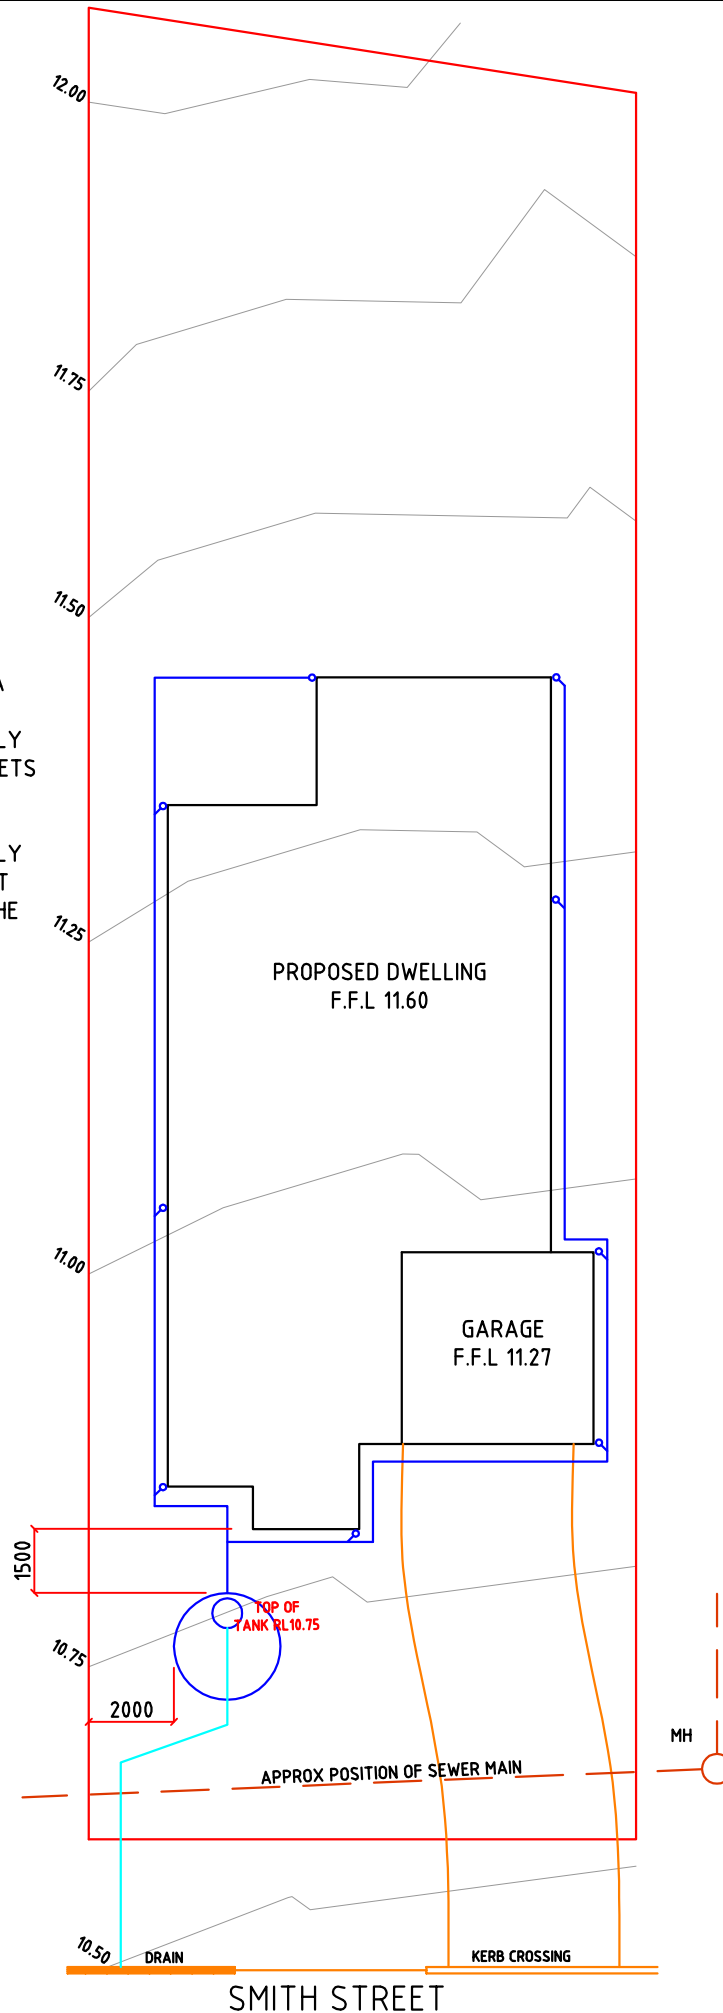 12.00
11.75
11.50
A
LY
ETS
LY
T
HE
11.25
PROPOSED DWELLING
F.F.L 11.60
11.00
GARAGE
F.F.L 11.27
1500
TOP OF
TANK RL10.75
10.75
2000
MH
APPROX POSITION OF SEWER MAIN
10.50
DRAIN
KERB CROSSING
SMITH STREET